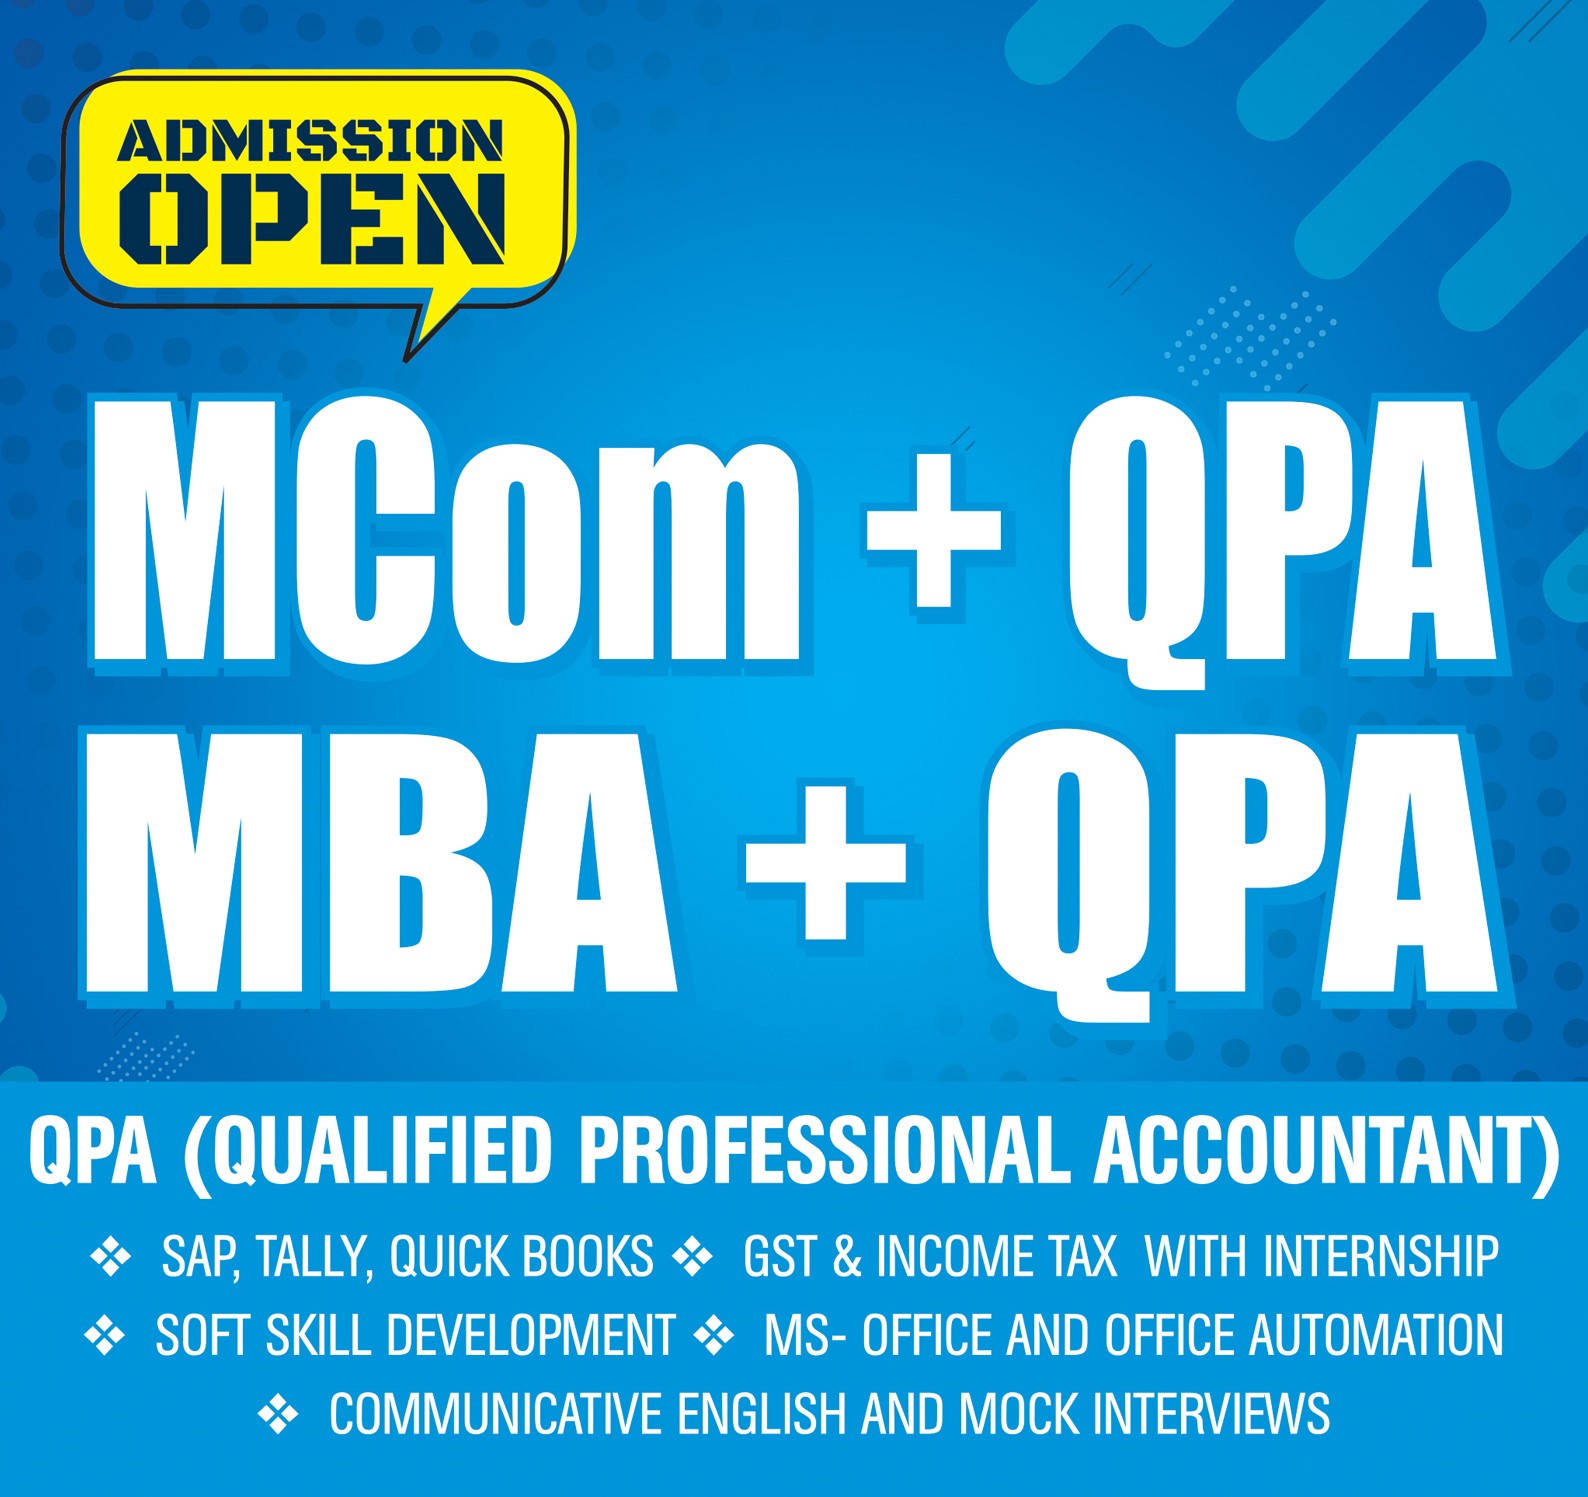 ADMISSION
OPEN
MCom + QPA
MBA + QPA
QPA (QUALIFIED PROFESSIONAL ACCOUNTANT)
❖ SAP, TALLY, QUICK BOOKS ❖ GST & INCOME TAX WITH INTERNSHIP
❖ SOFT SKILL DEVELOPMENT ❖ MS- OFFICE AND OFFICE AUTOMATION
❖ COMMUNICATIVE ENGLISH AND MOCK INTERVIEWS